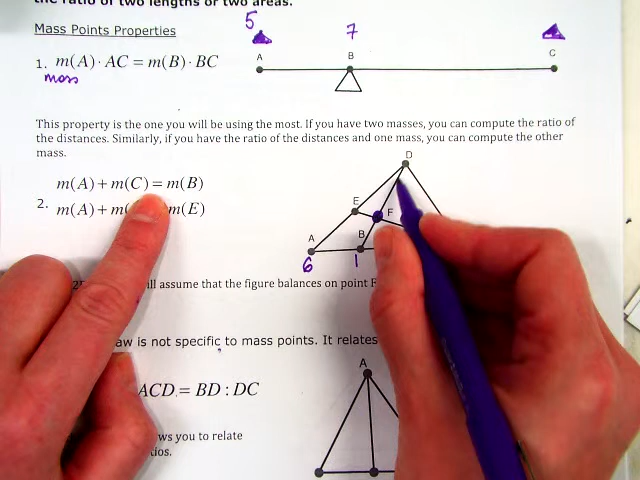 the ratio of two lengths or two areas.
Mass Points Properties
5
7
A
B
C
1. m(A) · AC = m(B) · BC
mass
This property is the one you will be using the most. If you have two masses, you can compute the ratio of
the distances. Similarly, if you have the ratio of the distances and one mass, you can compute the other
mass.
D
m(A) + m(C) = m(B)
2. m(A) + m( m(E)
E
F
A
B
6
1
ill assume that the figure balances on point F
aw is not specific to mass points. It relates
A
ACD = BD : DC
ws you to relate
ios.